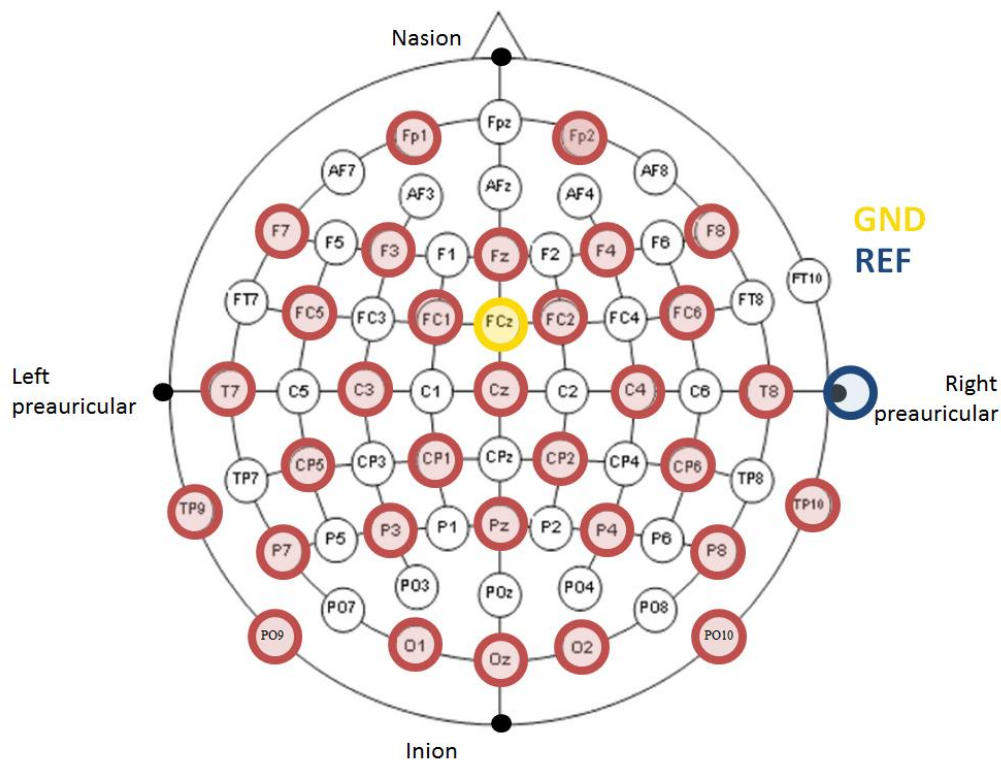 Nasion
Fp1 Fpz Fp2
AF7 AF3 AFz AF4 AF8
F7 F5 F3 F1 Fz F2 F4 F6 F8
GND
REF
FT7 FC5 FC3 FC1 FCz FC2 FC4 FC6 FT8 FT10
Left
preauricular
T7 C5 C3 C1 Cz C2 C4 C6 T8
Right
preauricular
TP7 CP5 CP3 CP1 CPz CP2 CP4 CP6 TP8
TP9 TP10
P7 P5 P3 P1 Pz P2 P4 P6 P8
PO7 PO3 POz PO4 PO8
PO9 O1 Oz O2 PO10
Inion